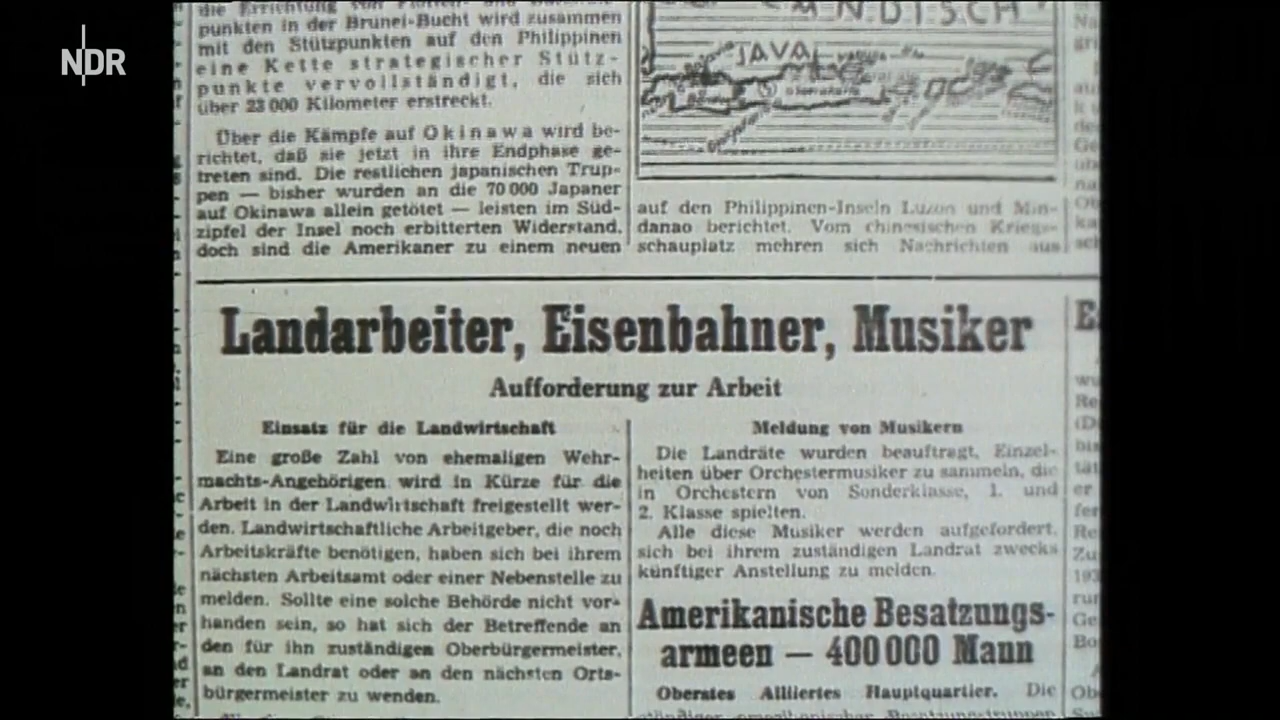 NDR
die Errichtung von
punkten in der Brunei-Bucht wird zusammen
mit den Stützpunkten auf den Philippinen
eine Kette strategischer Stütz-
punkte vervollständigt, die sich
über 23 000 Kilometer erstreckt.
Über die Kämpfe auf Okinawa wird be-
richtet, daß sie jetzt in ihre Endphase ge-
treten sind. Die restlichen japanischen Trup-
pen — bisher wurden an die 70 000 Japaner
auf Okinawa allein getötet — leisten im Süd-
zipfel der Insel noch erbitterten Widerstand,
doch sind die Amerikaner zu einem neuen
NDISCH
JAVA
auf den Philippinen-Inseln Luzon und Min-
danao berichtet. Vom chinesischen Kriegs-
schauplatz mehren sich Nachrichten aus
Landarbeiter, Eisenbahner, Musiker
Aufforderung zur Arbeit
Einsatz für die Landwirtschaft
Eine große Zahl von ehemaligen Wehr-
machts-Angehörigen wird in Kürze für die
Arbeit in der Landwirtschaft freigestellt wer-
den. Landwirtschaftliche Arbeitgeber, die noch
Arbeitskräfte benötigen, haben sich bei ihrem
nächsten Arbeitsamt oder einer Nebenstelle zu
melden. Sollte eine solche Behörde nicht vor-
handen sein, so hat sich der Betreffende an
den für ihn zuständigen Oberbürgermeister,
an den Landrat oder an den nächsten Orts-
bürgermeister zu wenden.
Meldung von Musikern
Die Landräte wurden beauftragt, Einzel-
heiten über Orchestermusiker zu sammeln, die
in Orchestern von Sonderklasse, 1. und
2. Klasse spielten.
Alle diese Musiker werden aufgefordert,
sich bei ihrem zuständigen Landrat zwecks
künftiger Anstellung zu melden.
Amerikanische Besatzungs-
armeen — 400 000 Mann
Oberstes Alliiertes Hauptquartier. Die